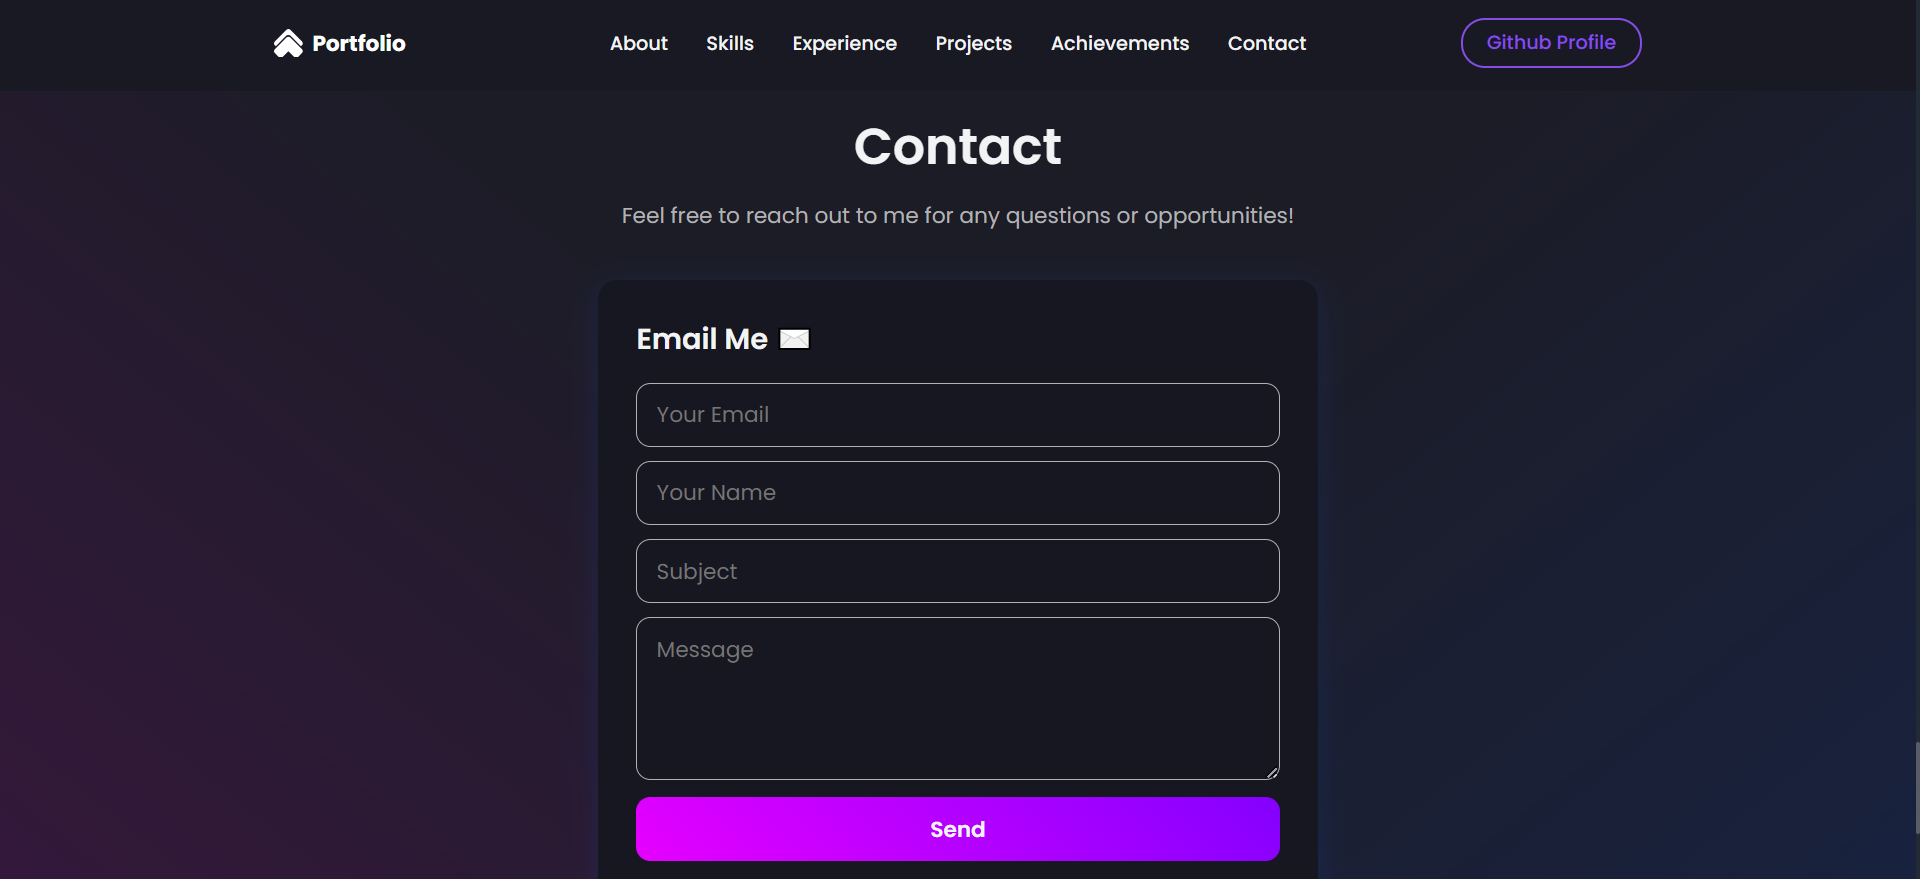 Portfolio
About Skills Experience Projects Achievements Contact
Github Profile
Contact
Feel free to reach out to me for any questions or opportunities!
Email Me ✉️
Your Email
Your Name
Subject
Message
Send